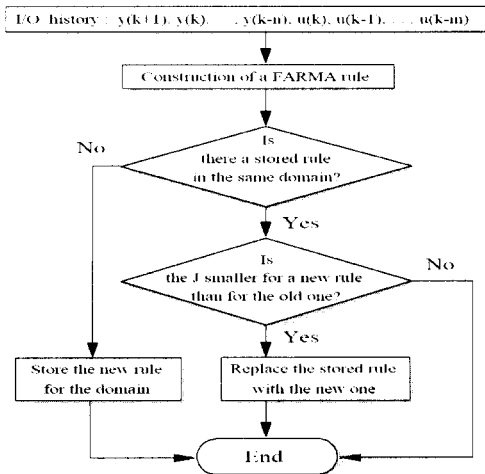 I/O history : y(k+1), y(k), . . , y(k-n), u(k), u(k-1), . . . u(k-m)
Construction of a FARMA rule
Is
there a stored rule
in the same domain?
No
Yes
Is
the J smaller for a new rule
than for the old one?
No
Yes
Store the new rule
for the domain
Replace the stored rule
with the new one
End